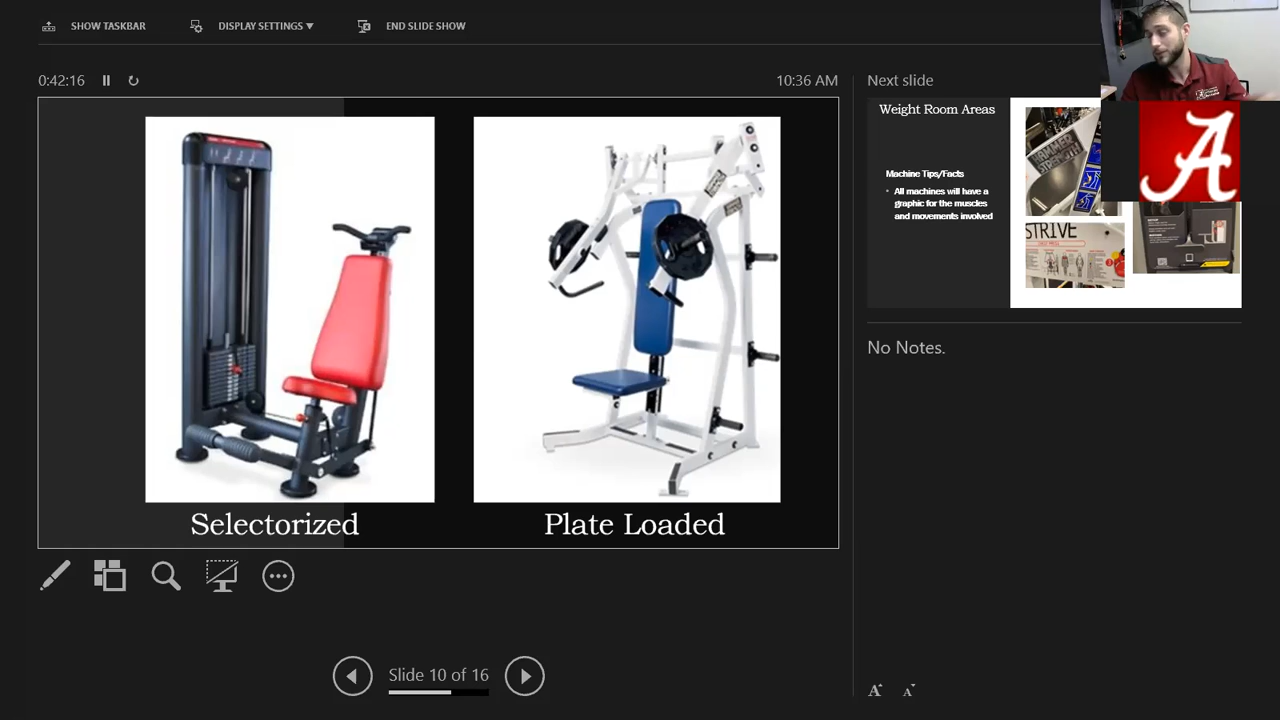 SHOW TASKBAR
DISPLAY SETTINGS ▼
END SLIDE SHOW
0:42:16
10:36 AM
Next slide
Selectorized
Plate Loaded
Weight Room Areas
Machine Tips/Facts
• All machines will have a
graphic for the muscles
and movements involved
HAMMER
STRENGTH
STRIVE
A
No Notes.
Slide 10 of 16
A
A